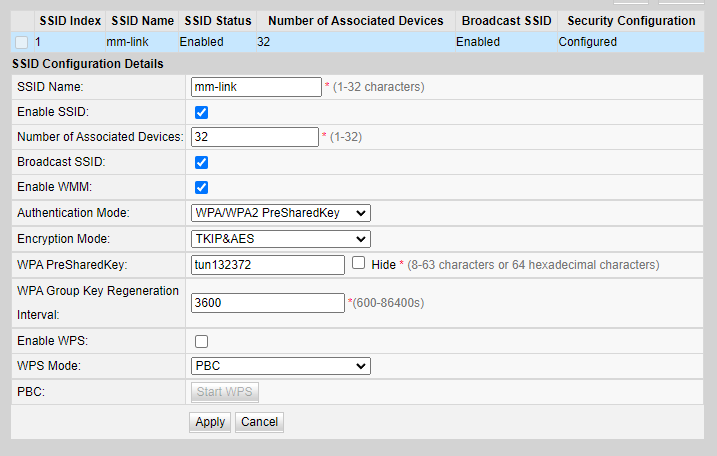 SSID Index SSID Name SSID Status Number of Associated Devices Broadcast SSID Security Configuration
1 mm-link Enabled 32 Enabled Configured
SSID Configuration Details
SSID Name: mm-link * (1-32 characters)
Enable SSID:
Number of Associated Devices: 32 * (1-32)
Broadcast SSID:
Enable WMM:
Authentication Mode: WPA/WPA2 PreSharedKey
Encryption Mode: TKIP&AES
WPA PreSharedKey: tun132372 Hide * (8-63 characters or 64 hexadecimal characters)
WPA Group Key Regeneration
Interval: 3600 *(600-86400s)
Enable WPS:
WPS Mode: PBC
PBC: Start WPS
Apply Cancel